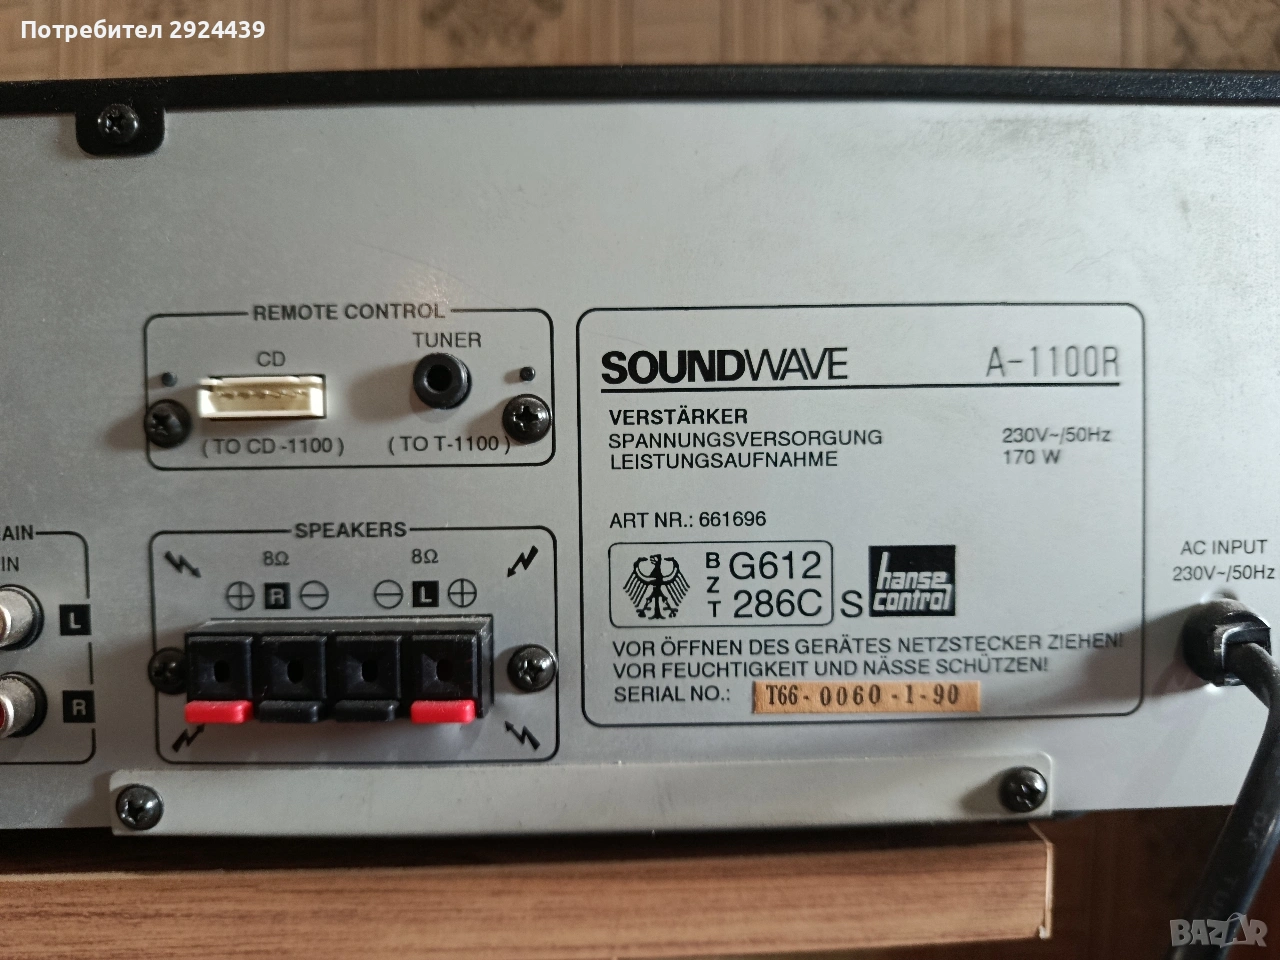 Потребител 2924439
REMOTE CONTROL
CD
TUNER
(TO CD-1100)
(TO T-1100)
SOUNDWAVE A-1100R
VERSTÄRKER
SPANNUNGSVERSORGUNG 230V~/50Hz
LEISTUNGSAUFNAHME 170 W
ART NR.: 661696
BZT G612 286C S
hanse control
VOR ÖFFNEN DES GERÄTES NETZSTECKER ZIEHEN!
VOR FEUCHTIGKEIT UND NÄSSE SCHÜTZEN!
SERIAL NO.: T66-0060-1-90
AC INPUT
230V~/50Hz
SPEAKERS
8Ω 8Ω
⊕ R ⊖ ⊖ L ⊕
IN
L
R
BAZAR